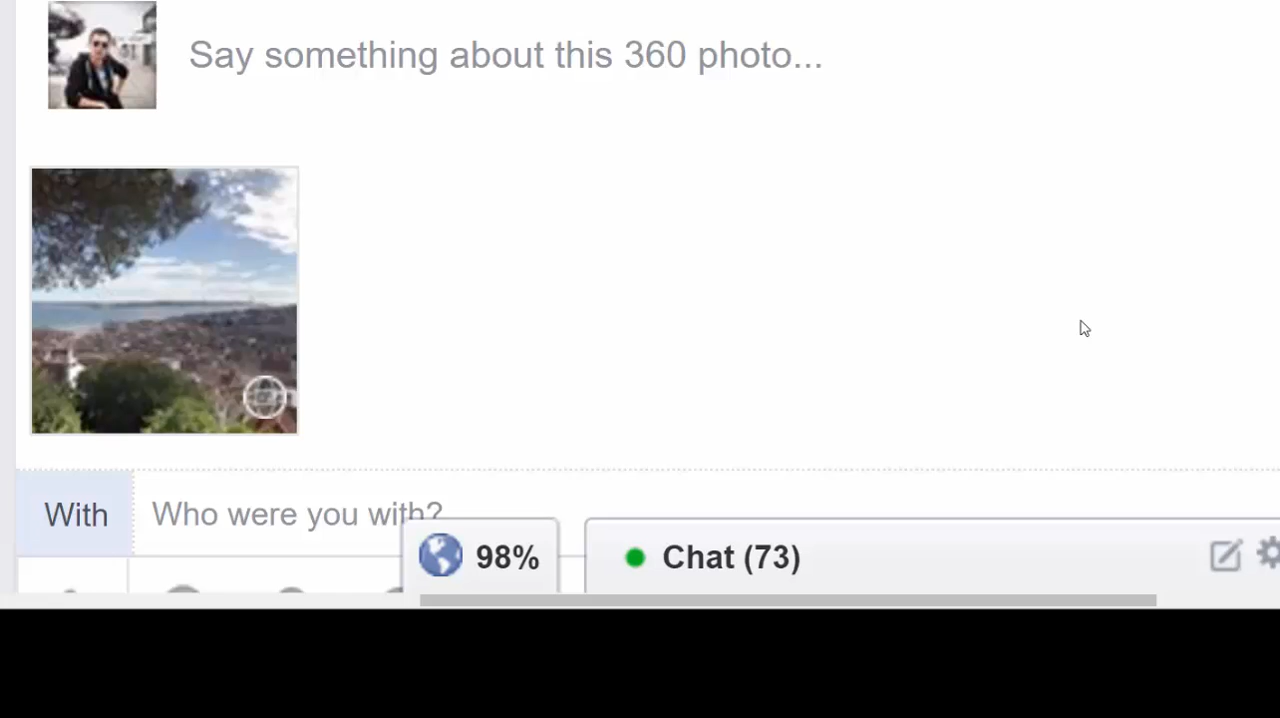 Say something about this 360 photo...
With Who were you with?
98% Chat (73)